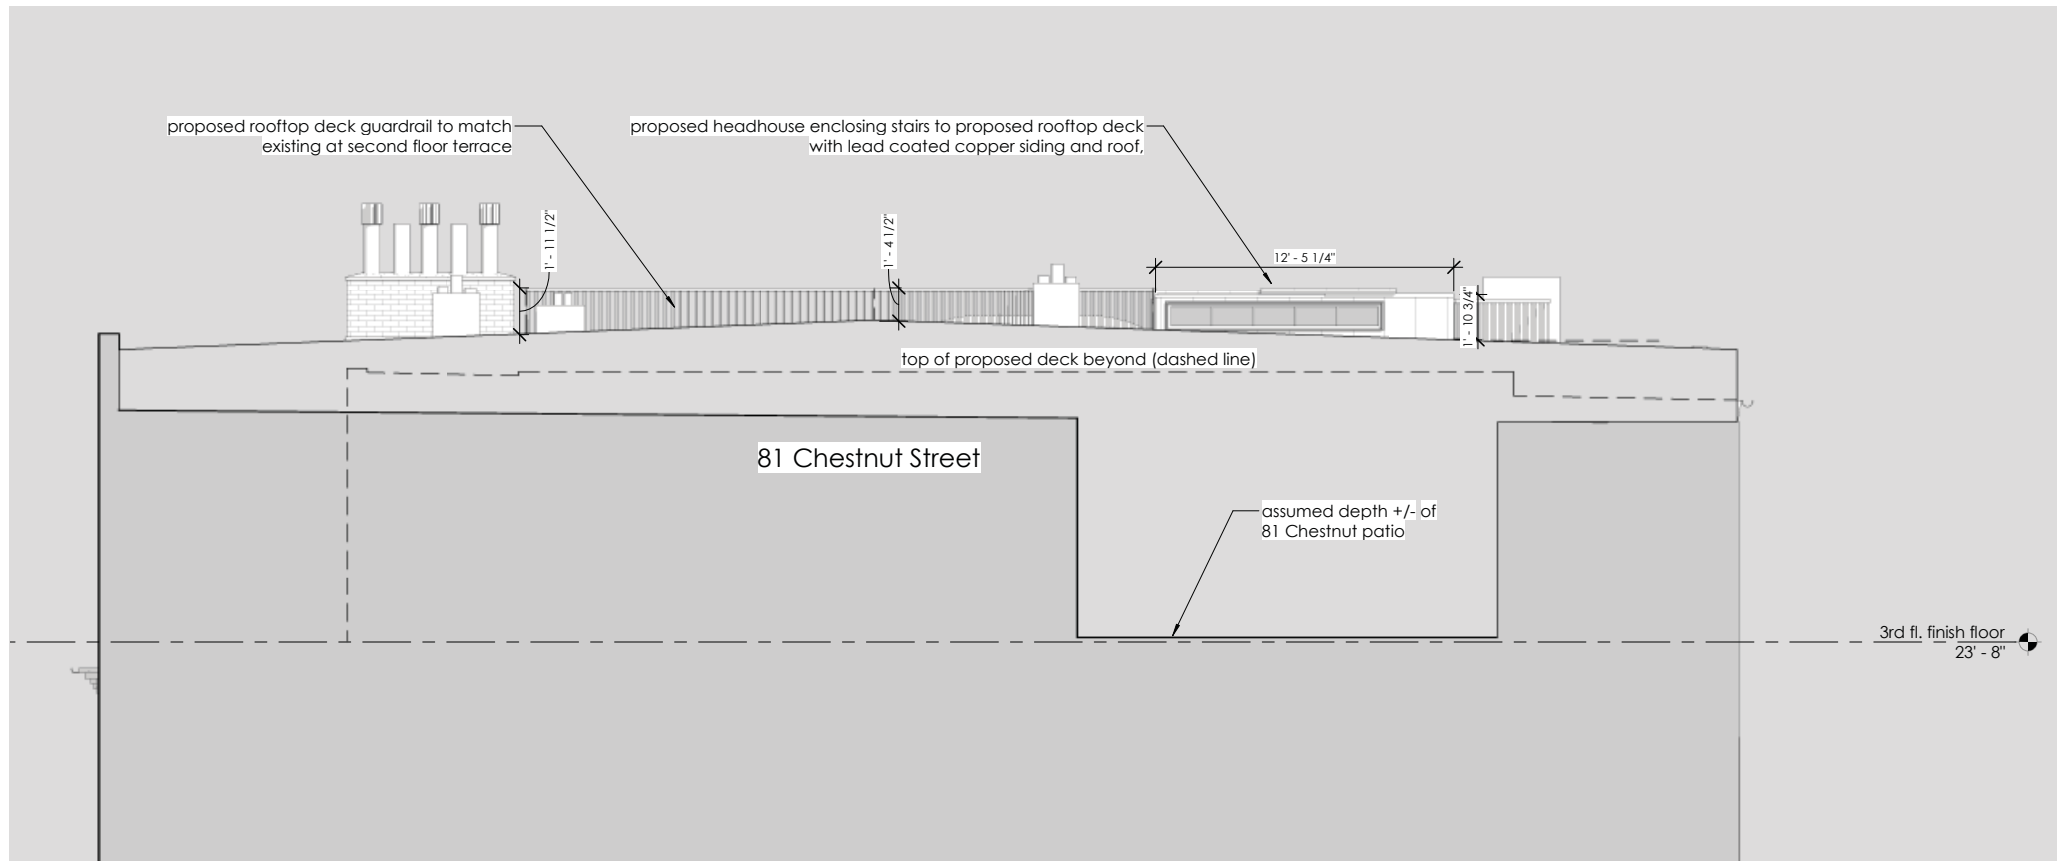 proposed rooftop deck guardrail to match
existing at second floor terrace
proposed headhouse enclosing stairs to proposed rooftop deck
with lead coated copper siding and roof,
1' - 11 1/2"
1' - 4 1/2"
12' - 5 1/4"
1' - 10 3/4"
top of proposed deck beyond (dashed line)
81 Chestnut Street
assumed depth +/- of
81 Chestnut patio
3rd fl. finish floor
23' - 8"